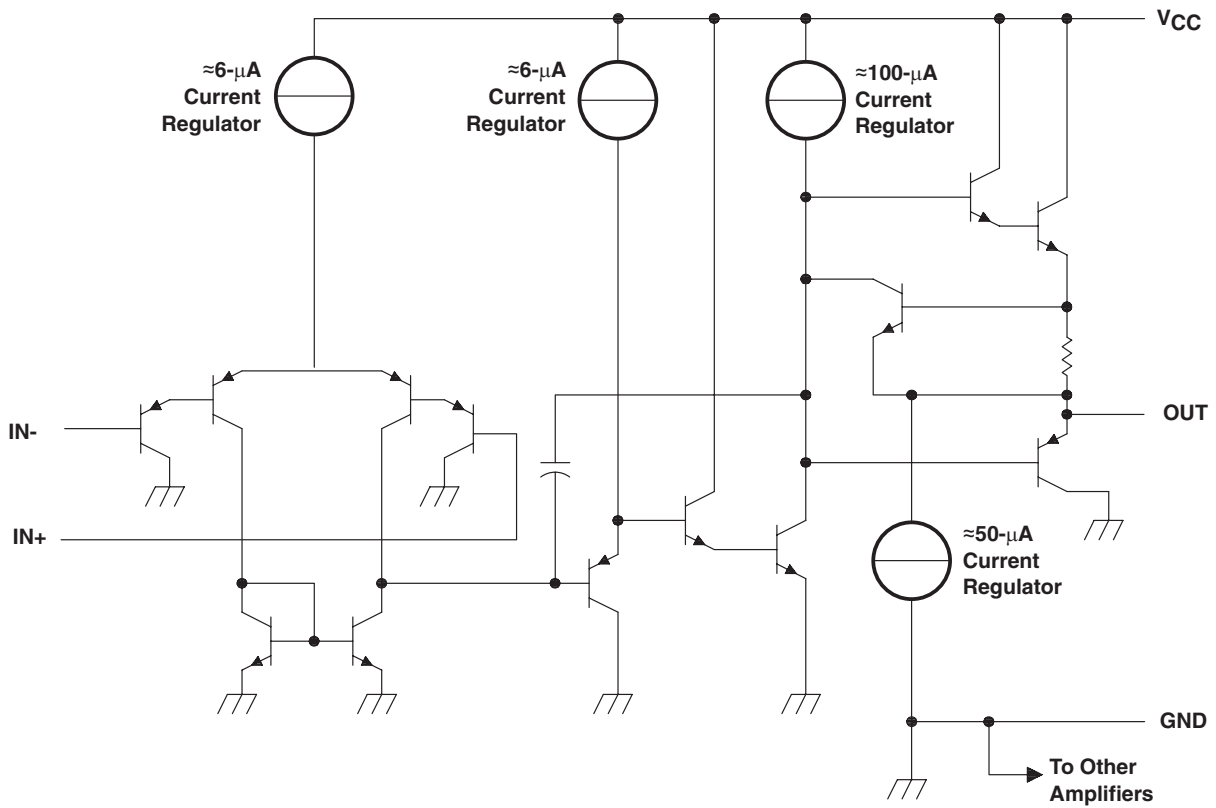 VCC
≈6-μA
Current
Regulator
≈6-μA
Current
Regulator
≈100-μA
Current
Regulator
OUT
IN-
IN+
≈50-μA
Current
Regulator
GND
To Other
Amplifiers